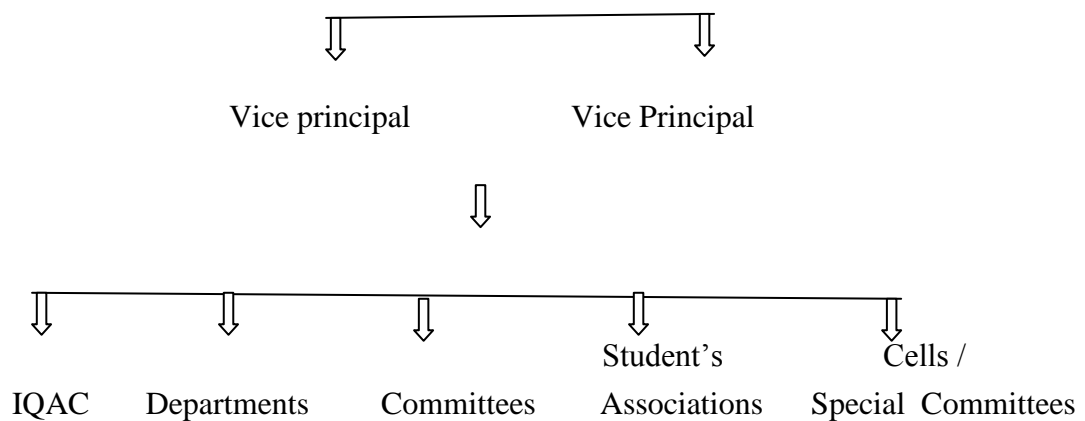 Vice principal Vice Principal
Student’s Cells /
IQAC Departments Committees Associations Special Committees